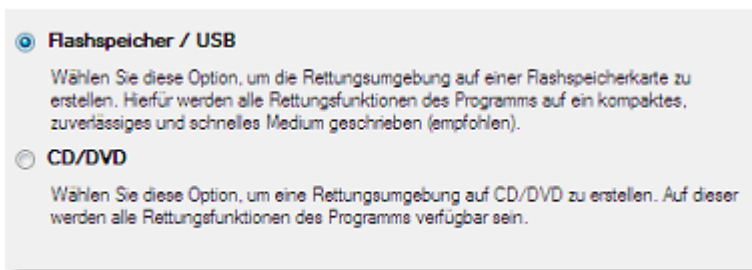 Flashspeicher / USB
Wählen Sie diese Option, um die Rettungsumgebung auf einer Flashspeicherkarte zu
erstellen. Hierfür werden alle Rettungsfunktionen des Programms auf ein kompaktes,
zuverlässiges und schnelles Medium geschrieben (empfohlen).
CD/DVD
Wählen Sie diese Option, um eine Rettungsumgebung auf CD/DVD zu erstellen. Auf dieser
werden alle Rettungsfunktionen des Programms verfügbar sein.